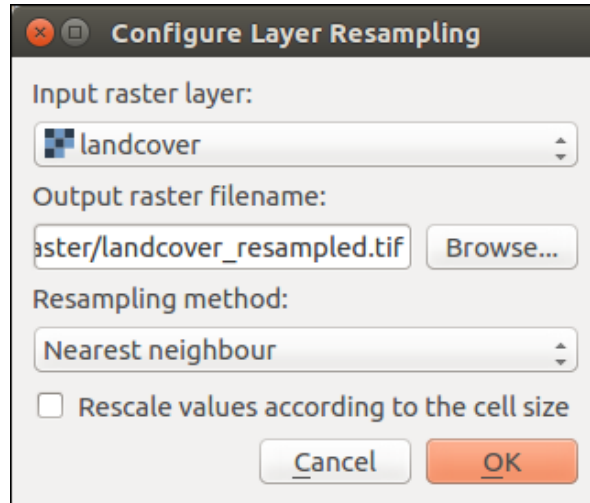 Configure Layer Resampling
Input raster layer:
landcover
Output raster filename:
aster/landcover_resampled.tif Browse...
Resampling method:
Nearest neighbour
Rescale values according to the cell size
Cancel OK